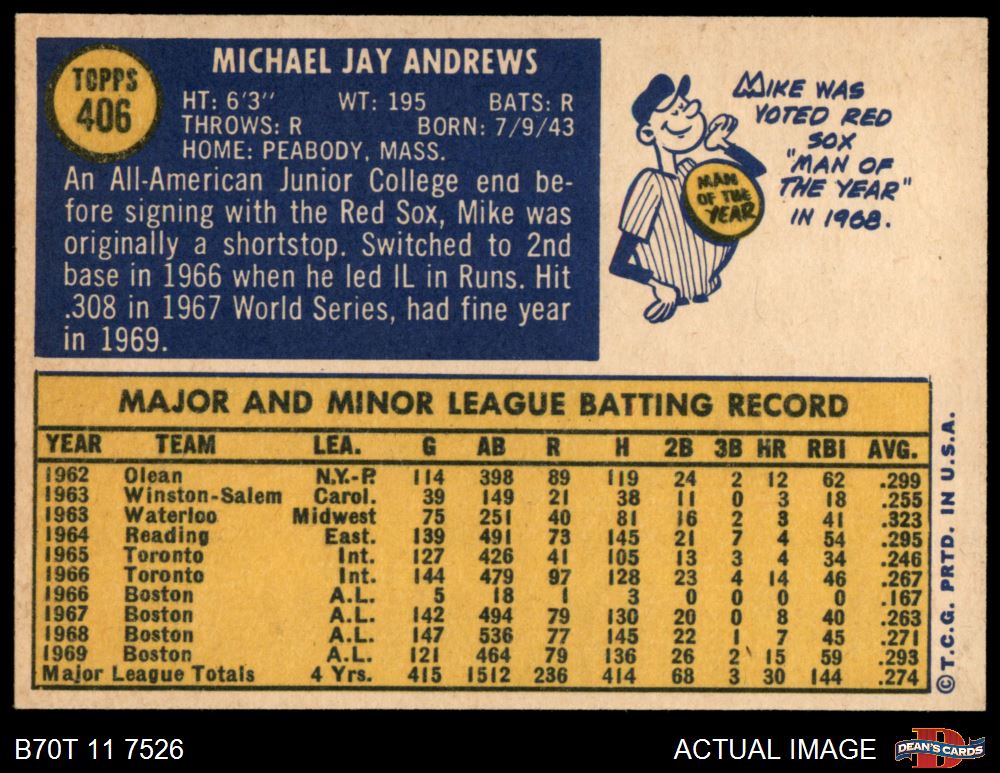 TOPPS
406
MICHAEL JAY ANDREWS
HT: 6'3" WT: 195 BATS: R
THROWS: R BORN: 7/9/43
HOME: PEABODY, MASS.
An All-American Junior College end be-
fore signing with the Red Sox, Mike was
originally a shortstop. Switched to 2nd
base in 1966 when he led IL in Runs. Hit
.308 in 1967 World Series, had fine year
in 1969.
MIKE WAS
VOTED RED
SOX
"MAN OF
THE YEAR"
IN 1968.
MAN
OF THE
YEAR
MAJOR AND MINOR LEAGUE BATTING RECORD
YEAR TEAM LEA. G AB R H 2B 3B HR RBI AVG.
1962 Olean N.Y.-P. 114 398 89 119 24 2 12 62 .299
1963 Winston-Salem Carol. 39 149 21 38 11 0 3 18 .255
1963 Waterloo Midwest 75 251 40 81 16 2 3 41 .323
1964 Reading East. 139 491 73 145 21 7 4 54 .295
1965 Toronto Int. 127 426 41 105 13 3 4 34 .246
1966 Toronto Int. 144 479 97 128 23 4 14 46 .267
1966 Boston A.L. 5 18 1 3 0 0 0 0 .167
1967 Boston A.L. 142 494 79 130 20 0 8 40 .263
1968 Boston A.L. 147 536 77 145 22 1 7 45 .271
1969 Boston A.L. 121 464 79 136 26 2 15 59 .293
Major League Totals 4 Yrs. 415 1512 236 414 68 3 30 144 .274
©T.C.G. PRTD. IN U.S.A.
B70T 11 7526
ACTUAL IMAGE
D
DEAN'S CARDS